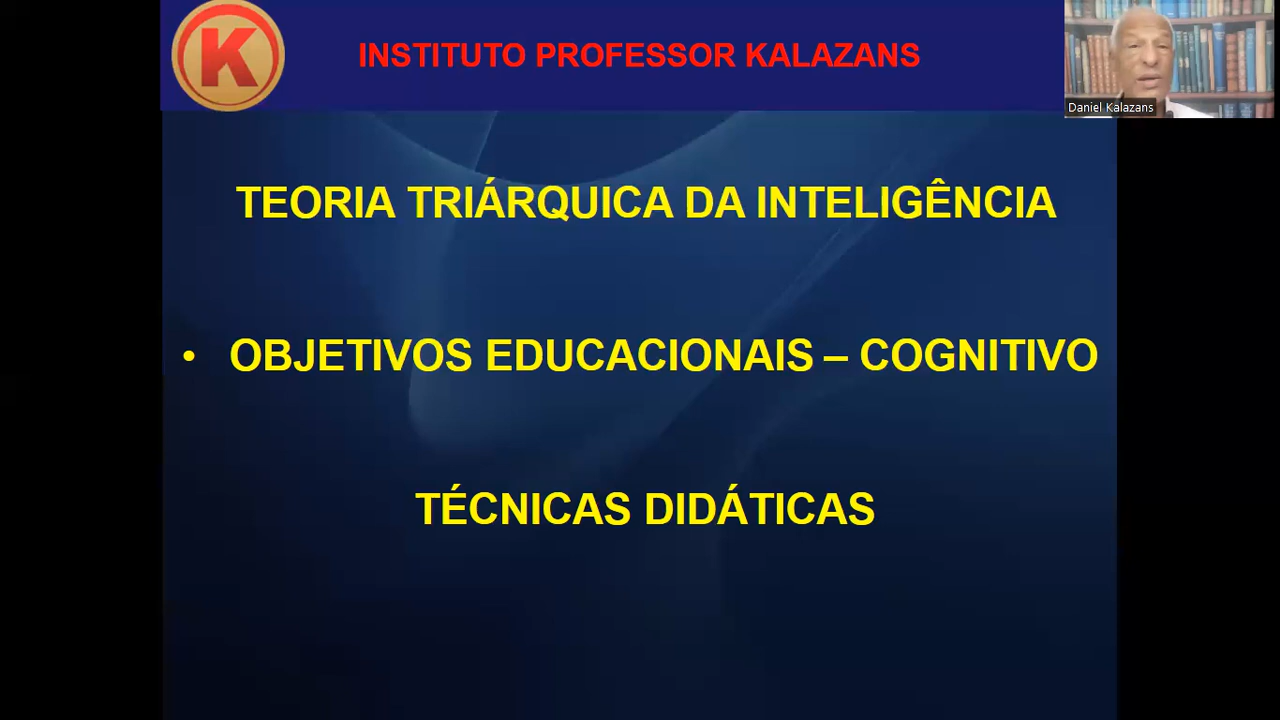 K
INSTITUTO PROFESSOR KALAZANS
Daniel Kalazans
TEORIA TRIÁRQUICA DA INTELIGÊNCIA
• OBJETIVOS EDUCACIONAIS – COGNITIVO
TÉCNICAS DIDÁTICAS